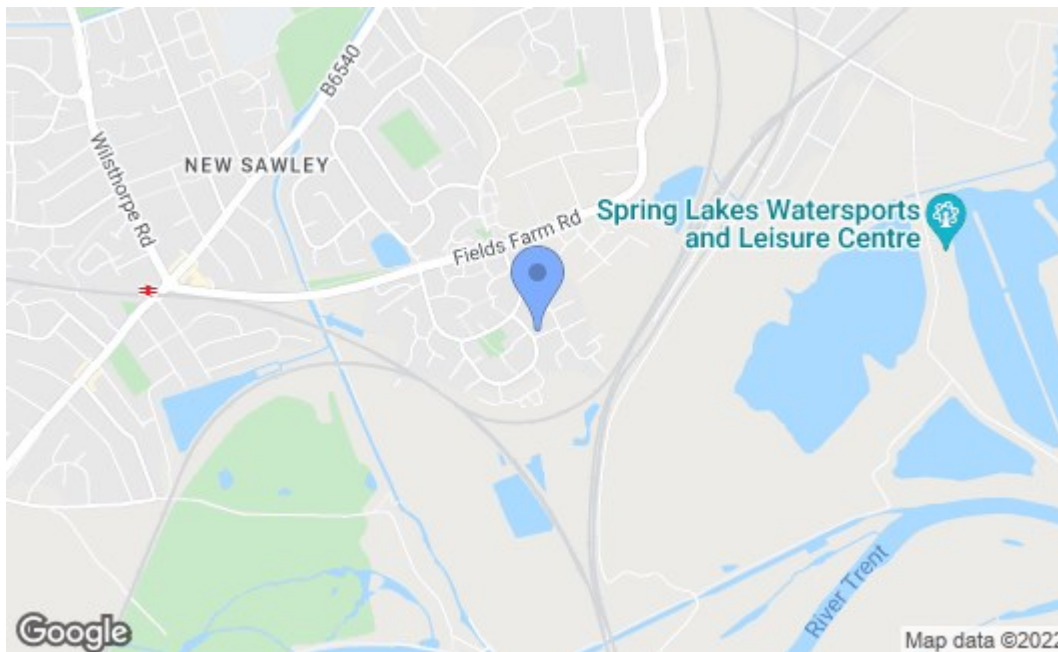 B6540
Wilsthorpe Rd
NEW SAWLEY
Fields Farm Rd
Spring Lakes Watersports
and Leisure Centre
River Trent
Google
Map data ©2022